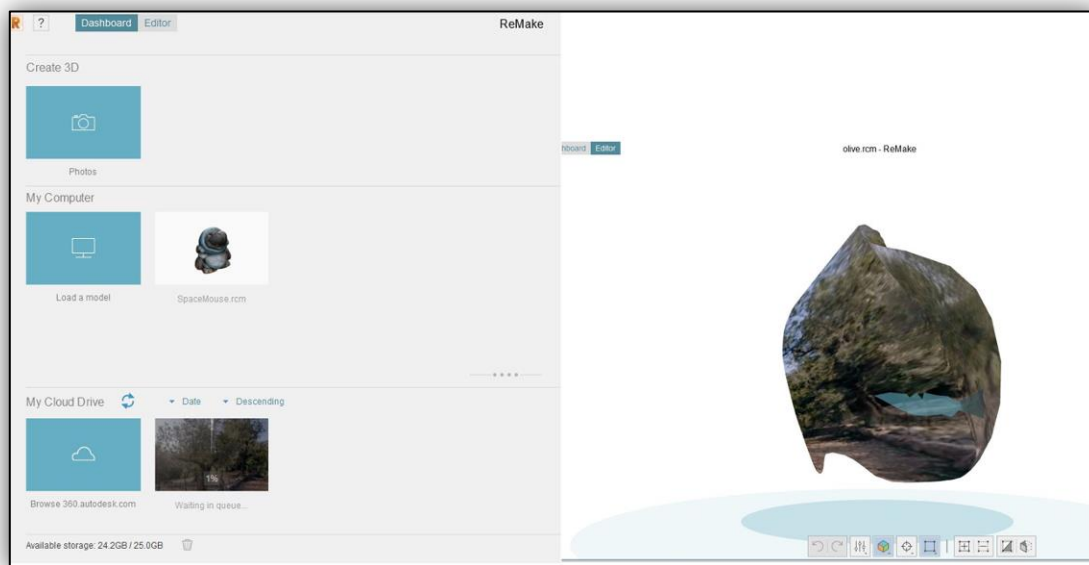 R ? Dashboard Editor ReMake
Create 3D
Photos
My Computer
Load a model SpaceMouse.rcm
My Cloud Drive Date Descending
1%
Browse 360.autodesk.com Waiting in queue...
Available storage: 24.2GB / 25.0GB
hboard Editor olive.rcm - ReMake